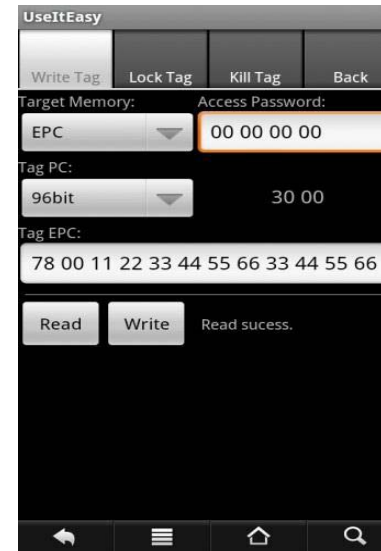 UseItEasy
Write Tag Lock Tag Kill Tag Back
Target Memory: Access Password:
EPC 00 00 00 00
Tag PC:
96bit 30 00
Tag EPC:
78 00 11 22 33 44 55 66 33 44 55 66
Read Write Read sucess.